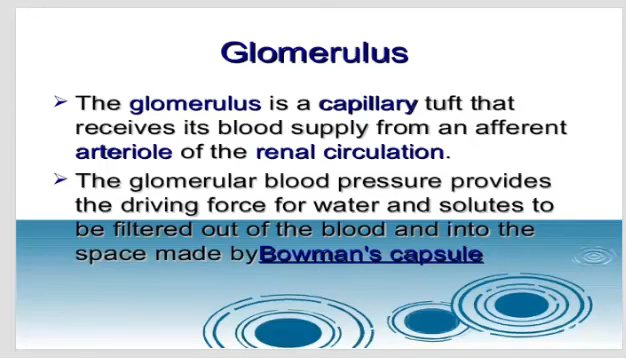 Glomerulus
➢ The glomerulus is a capillary tuft that
receives its blood supply from an afferent
arteriole of the renal circulation.
➢ The glomerular blood pressure provides
the driving force for water and solutes to
be filtered out of the blood and into the
space made byBowman's capsule